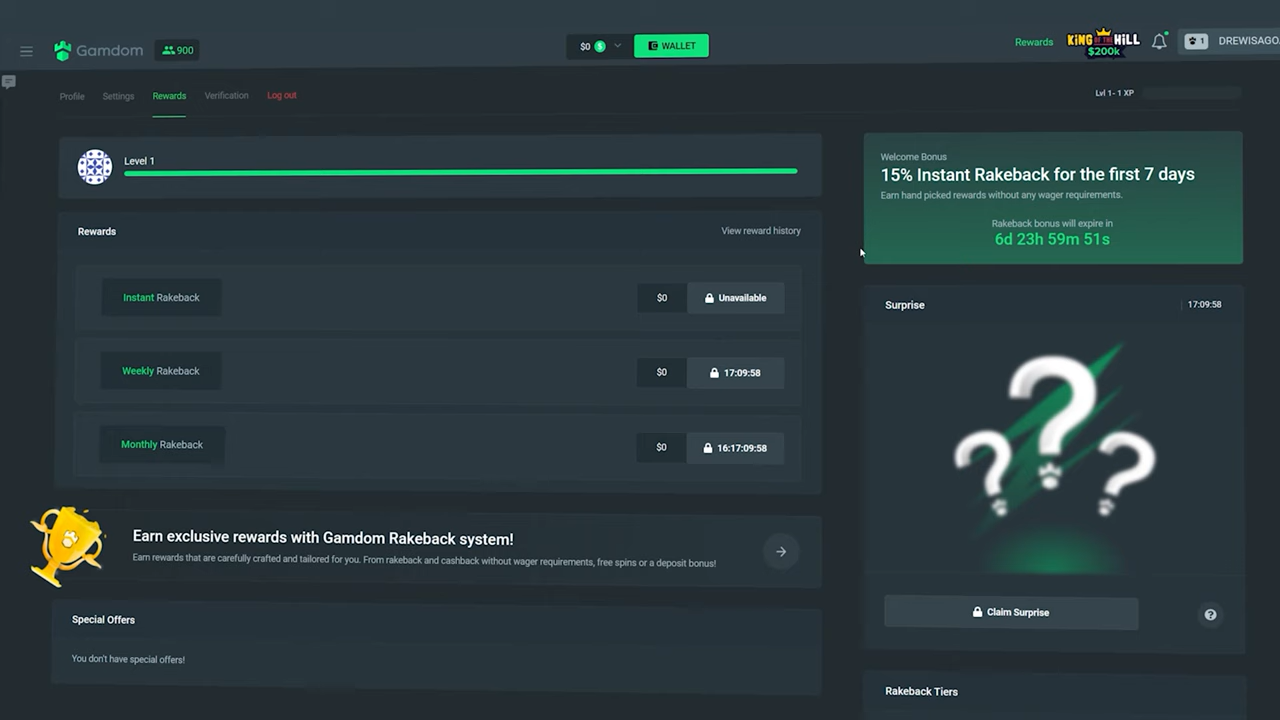 Gamdom
900
$0
WALLET
Rewards
KING OF THE HILL
$200k
1
DREWISAGO
Profile
Settings
Rewards
Verification
Log out
Lvl 1- 1 XP
Level 1
Welcome Bonus
15% Instant Rakeback for the first 7 days
Earn hand picked rewards without any wager requirements.
Rakeback bonus will expire in
6d 23h 59m 51s
Rewards
View reward history
Instant Rakeback
$0
Unavailable
Weekly Rakeback
$0
17:09:58
Monthly Rakeback
$0
16:17:09:58
Surprise
17:09:58
Claim Surprise
Earn exclusive rewards with Gamdom Rakeback system!
Earn rewards that are carefully crafted and tailored for you. From rakeback and cashback without wager requirements, free spins or a deposit bonus!
Special Offers
You don't have special offers!
Rakeback Tiers